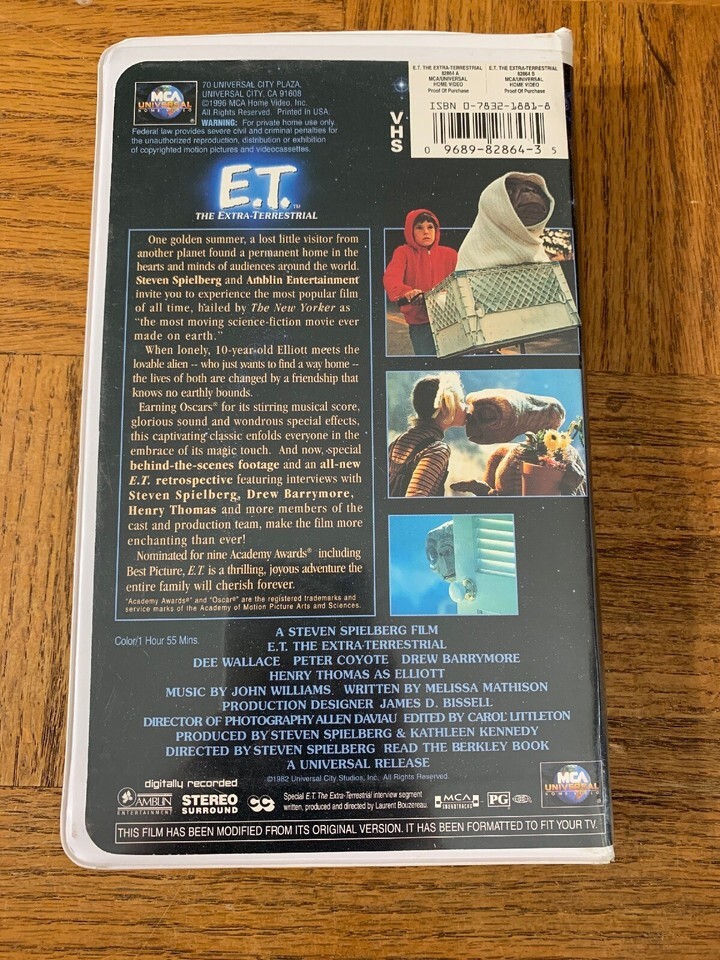 MCA
UNIVERSAL
HOME VIDEO
70 UNIVERSAL CITY PLAZA,
UNIVERSAL CITY, CA 91608
©1996 MCA Home Video, Inc.
All Rights Reserved. Printed in USA.
WARNING: For private home use only.
Federal law provides severe civil and criminal penalties for
the unauthorized reproduction, distribution or exhibition
of copyrighted motion pictures and videocassettes.
E.T. THE EXTRA-TERRESTRIAL
82864 A
MCA/UNIVERSAL
HOME VIDEO
Proof Of Purchase
E.T. THE EXTRA-TERRESTRIAL
82864 B
MCA/UNIVERSAL
HOME VIDEO
Proof Of Purchase
VHS
ISBN 0-7832-1881-8
0 9689-82864-3 5
E.T.™
THE EXTRA-TERRESTRIAL
One golden summer, a lost little visitor from
another planet found a permanent home in the
hearts and minds of audiences around the world.
Steven Spielberg and Amblin Entertainment
invite you to experience the most popular film
of all time, hailed by The New Yorker as
"the most moving science-fiction movie ever
made on earth."
When lonely, 10-year-old Elliott meets the
lovable alien -- who just wants to find a way home --
the lives of both are changed by a friendship that
knows no earthly bounds.
Earning Oscars® for its stirring musical score,
glorious sound and wondrous special effects,
this captivating classic enfolds everyone in the
embrace of its magic touch. And now, special
behind-the-scenes footage and an all-new
E.T. retrospective featuring interviews with
Steven Spielberg, Drew Barrymore,
Henry Thomas and more members of the
cast and production team, make the film more
enchanting than ever!
Nominated for nine Academy Awards® including
Best Picture, E.T. is a thrilling, joyous adventure the
entire family will cherish forever.
"Academy Awards®" and "Oscar®" are the registered trademarks and
service marks of the Academy of Motion Picture Arts and Sciences.
Color/1 Hour 55 Mins.
A STEVEN SPIELBERG FILM
E.T. THE EXTRA-TERRESTRIAL
DEE WALLACE PETER COYOTE DREW BARRYMORE
HENRY THOMAS AS ELLIOTT
MUSIC BY JOHN WILLIAMS WRITTEN BY MELISSA MATHISON
PRODUCTION DESIGNER JAMES D. BISSELL
DIRECTOR OF PHOTOGRAPHY ALLEN DAVIAU EDITED BY CAROL LITTLETON
PRODUCED BY STEVEN SPIELBERG & KATHLEEN KENNEDY
DIRECTED BY STEVEN SPIELBERG READ THE BERKLEY BOOK
A UNIVERSAL RELEASE
©1982 Universal City Studios, Inc. All Rights Reserved.
digitally recorded
AMBLIN
ENTERTAINMENT
STEREO
SURROUND
CC
Special E.T. The Extra-Terrestrial interview segment
written, produced and directed by Laurent Bouzereau.
MCA
SOUNDTRACKS
PG
MCA
UNIVERSAL
HOME VIDEO
THIS FILM HAS BEEN MODIFIED FROM ITS ORIGINAL VERSION. IT HAS BEEN FORMATTED TO FIT YOUR TV.